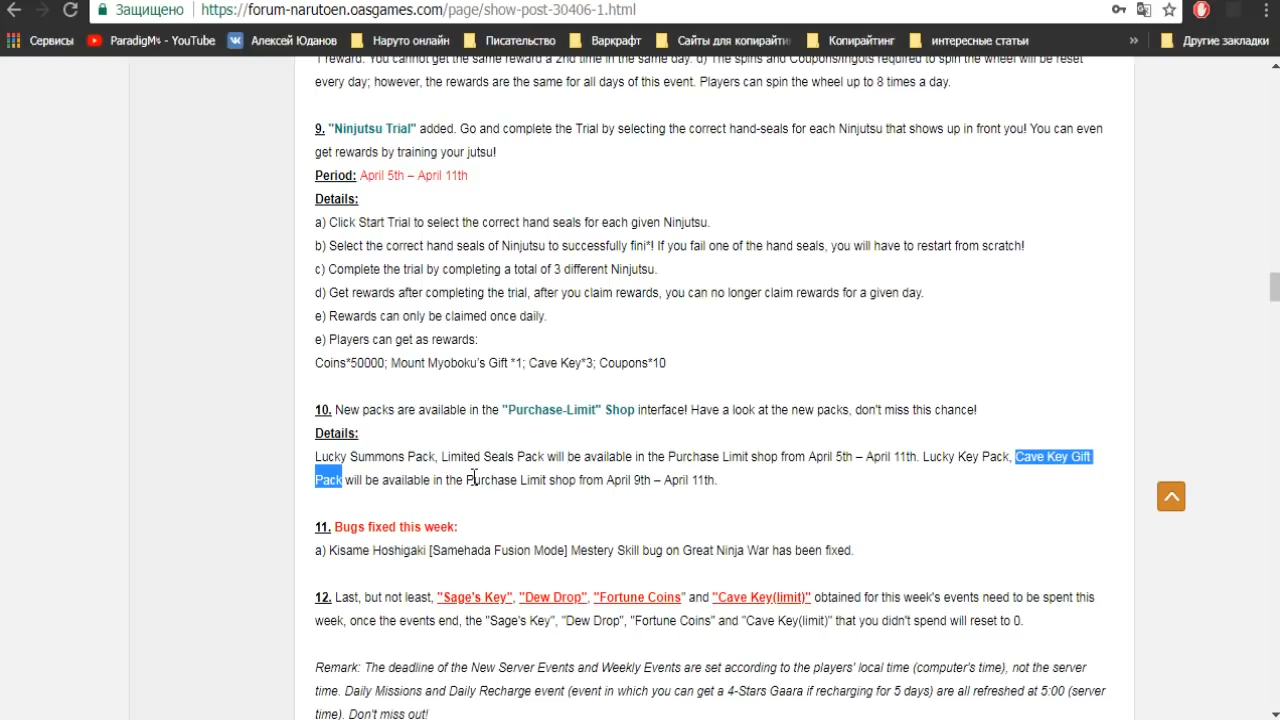 Защищено https://forum-narutoen.oasgames.com/page/show-post-30406-1.html
Сервисы ParadigMъ - YouTube Алексей Юданов Наруто онлайн Писательство Варкрафт Сайты для копирайти Копирайтинг интересные статьи » Другие закладки
1 reward. You cannot get the same reward a 2nd time in the same day. d) The spins and Coupons/Ingots required to spin the wheel will be reset
every day; however, the rewards are the same for all days of this event. Players can spin the wheel up to 8 times a day.
9. "Ninjutsu Trial" added. Go and complete the Trial by selecting the correct hand-seals for each Ninjutsu that shows up in front you! You can even
get rewards by training your jutsu!
Period: April 5th – April 11th
Details:
a) Click Start Trial to select the correct hand seals for each given Ninjutsu.
b) Select the correct hand seals of Ninjutsu to successfully fini*! If you fail one of the hand seals, you will have to restart from scratch!
c) Complete the trial by completing a total of 3 different Ninjutsu.
d) Get rewards after completing the trial, after you claim rewards, you can no longer claim rewards for a given day.
e) Rewards can only be claimed once daily.
e) Players can get as rewards:
Coins*50000; Mount Myoboku's Gift *1; Cave Key*3; Coupons*10
10. New packs are available in the "Purchase-Limit" Shop interface! Have a look at the new packs, don't miss this chance!
Details:
Lucky Summons Pack, Limited Seals Pack will be available in the Purchase Limit shop from April 5th – April 11th. Lucky Key Pack, Cave Key Gift
Pack will be available in the Purchase Limit shop from April 9th – April 11th.
11. Bugs fixed this week:
a) Kisame Hoshigaki [Samehada Fusion Mode] Mestery Skill bug on Great Ninja War has been fixed.
12. Last, but not least, "Sage's Key", "Dew Drop", "Fortune Coins" and "Cave Key(limit)" obtained for this week's events need to be spent this
week, once the events end, the "Sage's Key", "Dew Drop", "Fortune Coins" and "Cave Key(limit)" that you didn't spend will reset to 0.
Remark: The deadline of the New Server Events and Weekly Events are set according to the players' local time (computer's time), not the server
time. Daily Missions and Daily Recharge event (event in which you can get a 4-Stars Gaara if recharging for 5 days) are all refreshed at 5:00 (server
time). Don't miss out!